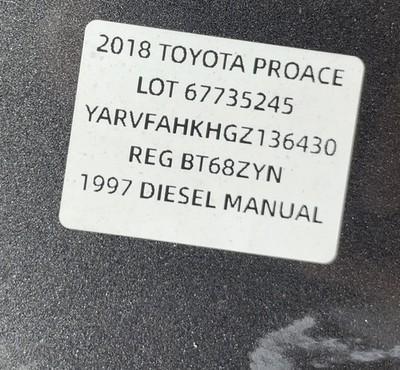 2018 TOYOTA PROACE
LOT 67735245
YARVFAHKHGZ136430
REG BT68ZYN
1997 DIESEL MANUAL